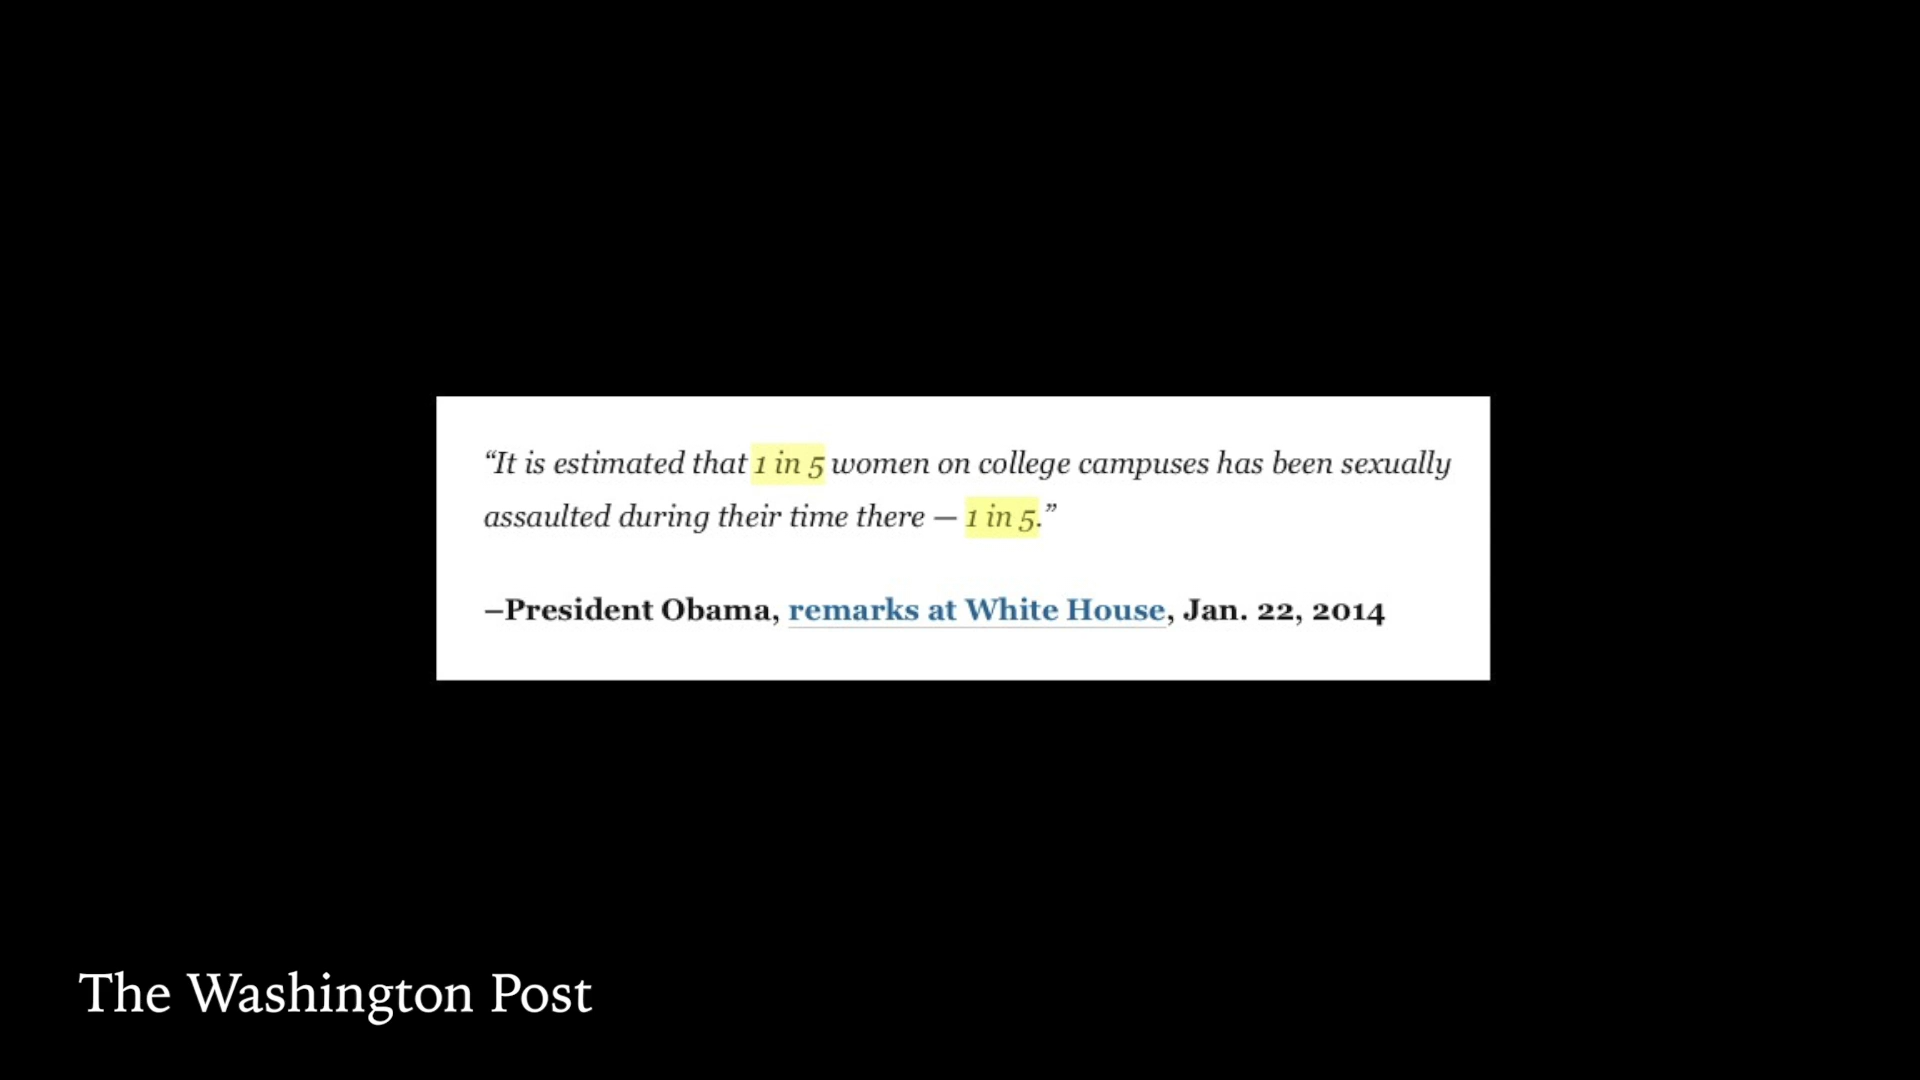 “It is estimated that 1 in 5 women on college campuses has been sexually
assaulted during their time there — 1 in 5.”
–President Obama, remarks at White House, Jan. 22, 2014
The Washington Post